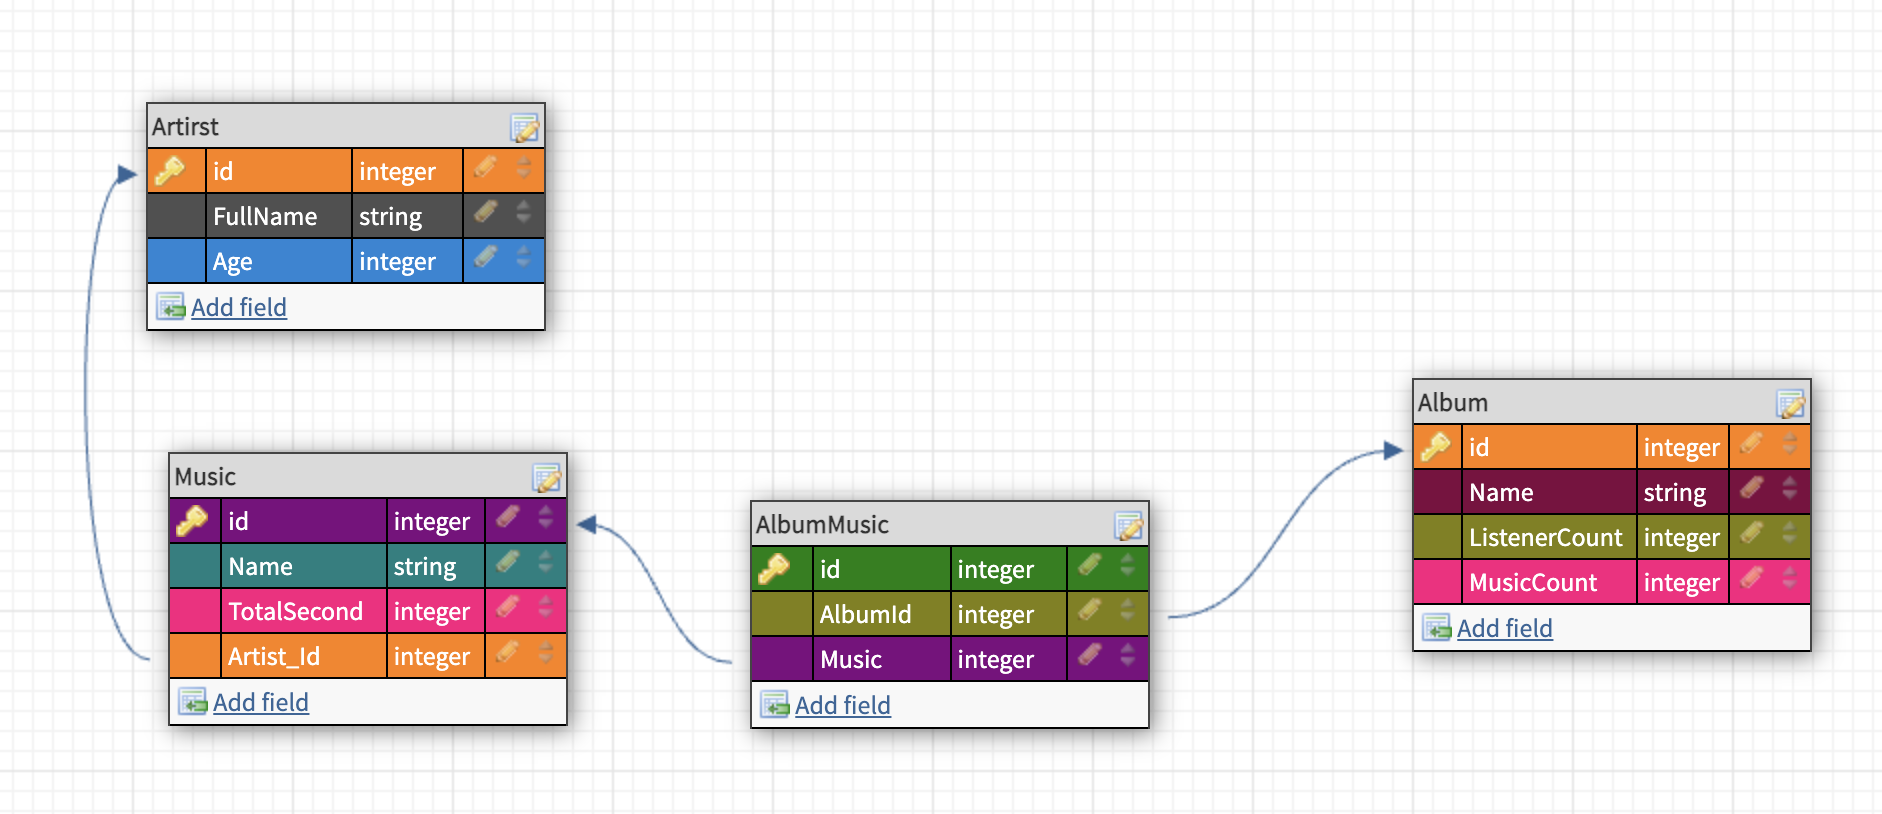 Artirst
id integer
FullName string
Age integer
Add field
Music
id integer
Name string
TotalSecond integer
Artist_Id integer
Add field
AlbumMusic
id integer
AlbumId integer
Music integer
Add field
Album
id integer
Name string
ListenerCount integer
MusicCount integer
Add field